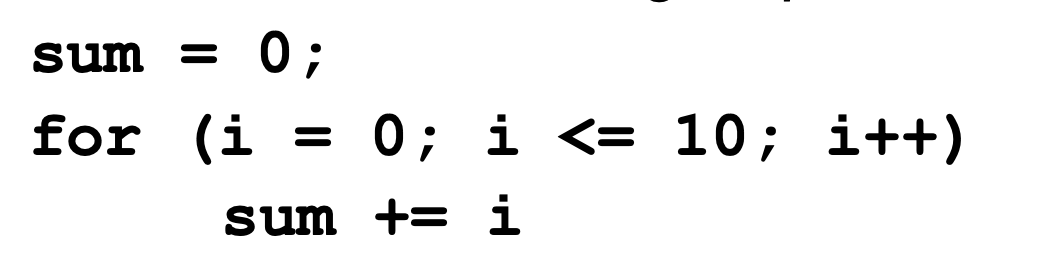 sum = 0;
for (i = 0; i <= 10; i++)
sum += i